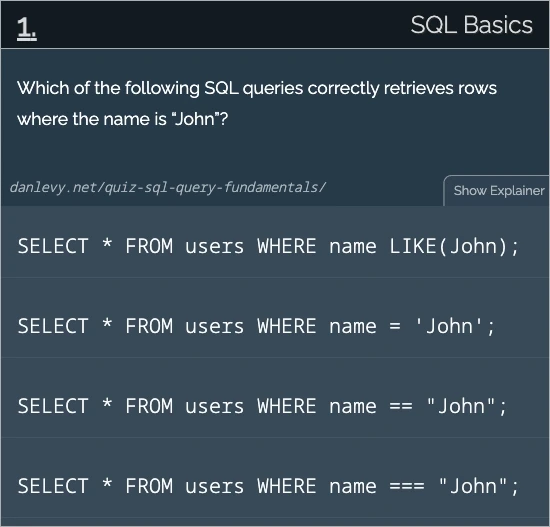 1.
SQL Basics
Which of the following SQL queries correctly retrieves rows
where the name is “John”?
danlevy.net/quiz-sql-query-fundamentals/
Show Explainer
SELECT * FROM users WHERE name LIKE(John);
SELECT * FROM users WHERE name = 'John';
SELECT * FROM users WHERE name == "John";
SELECT * FROM users WHERE name === "John";